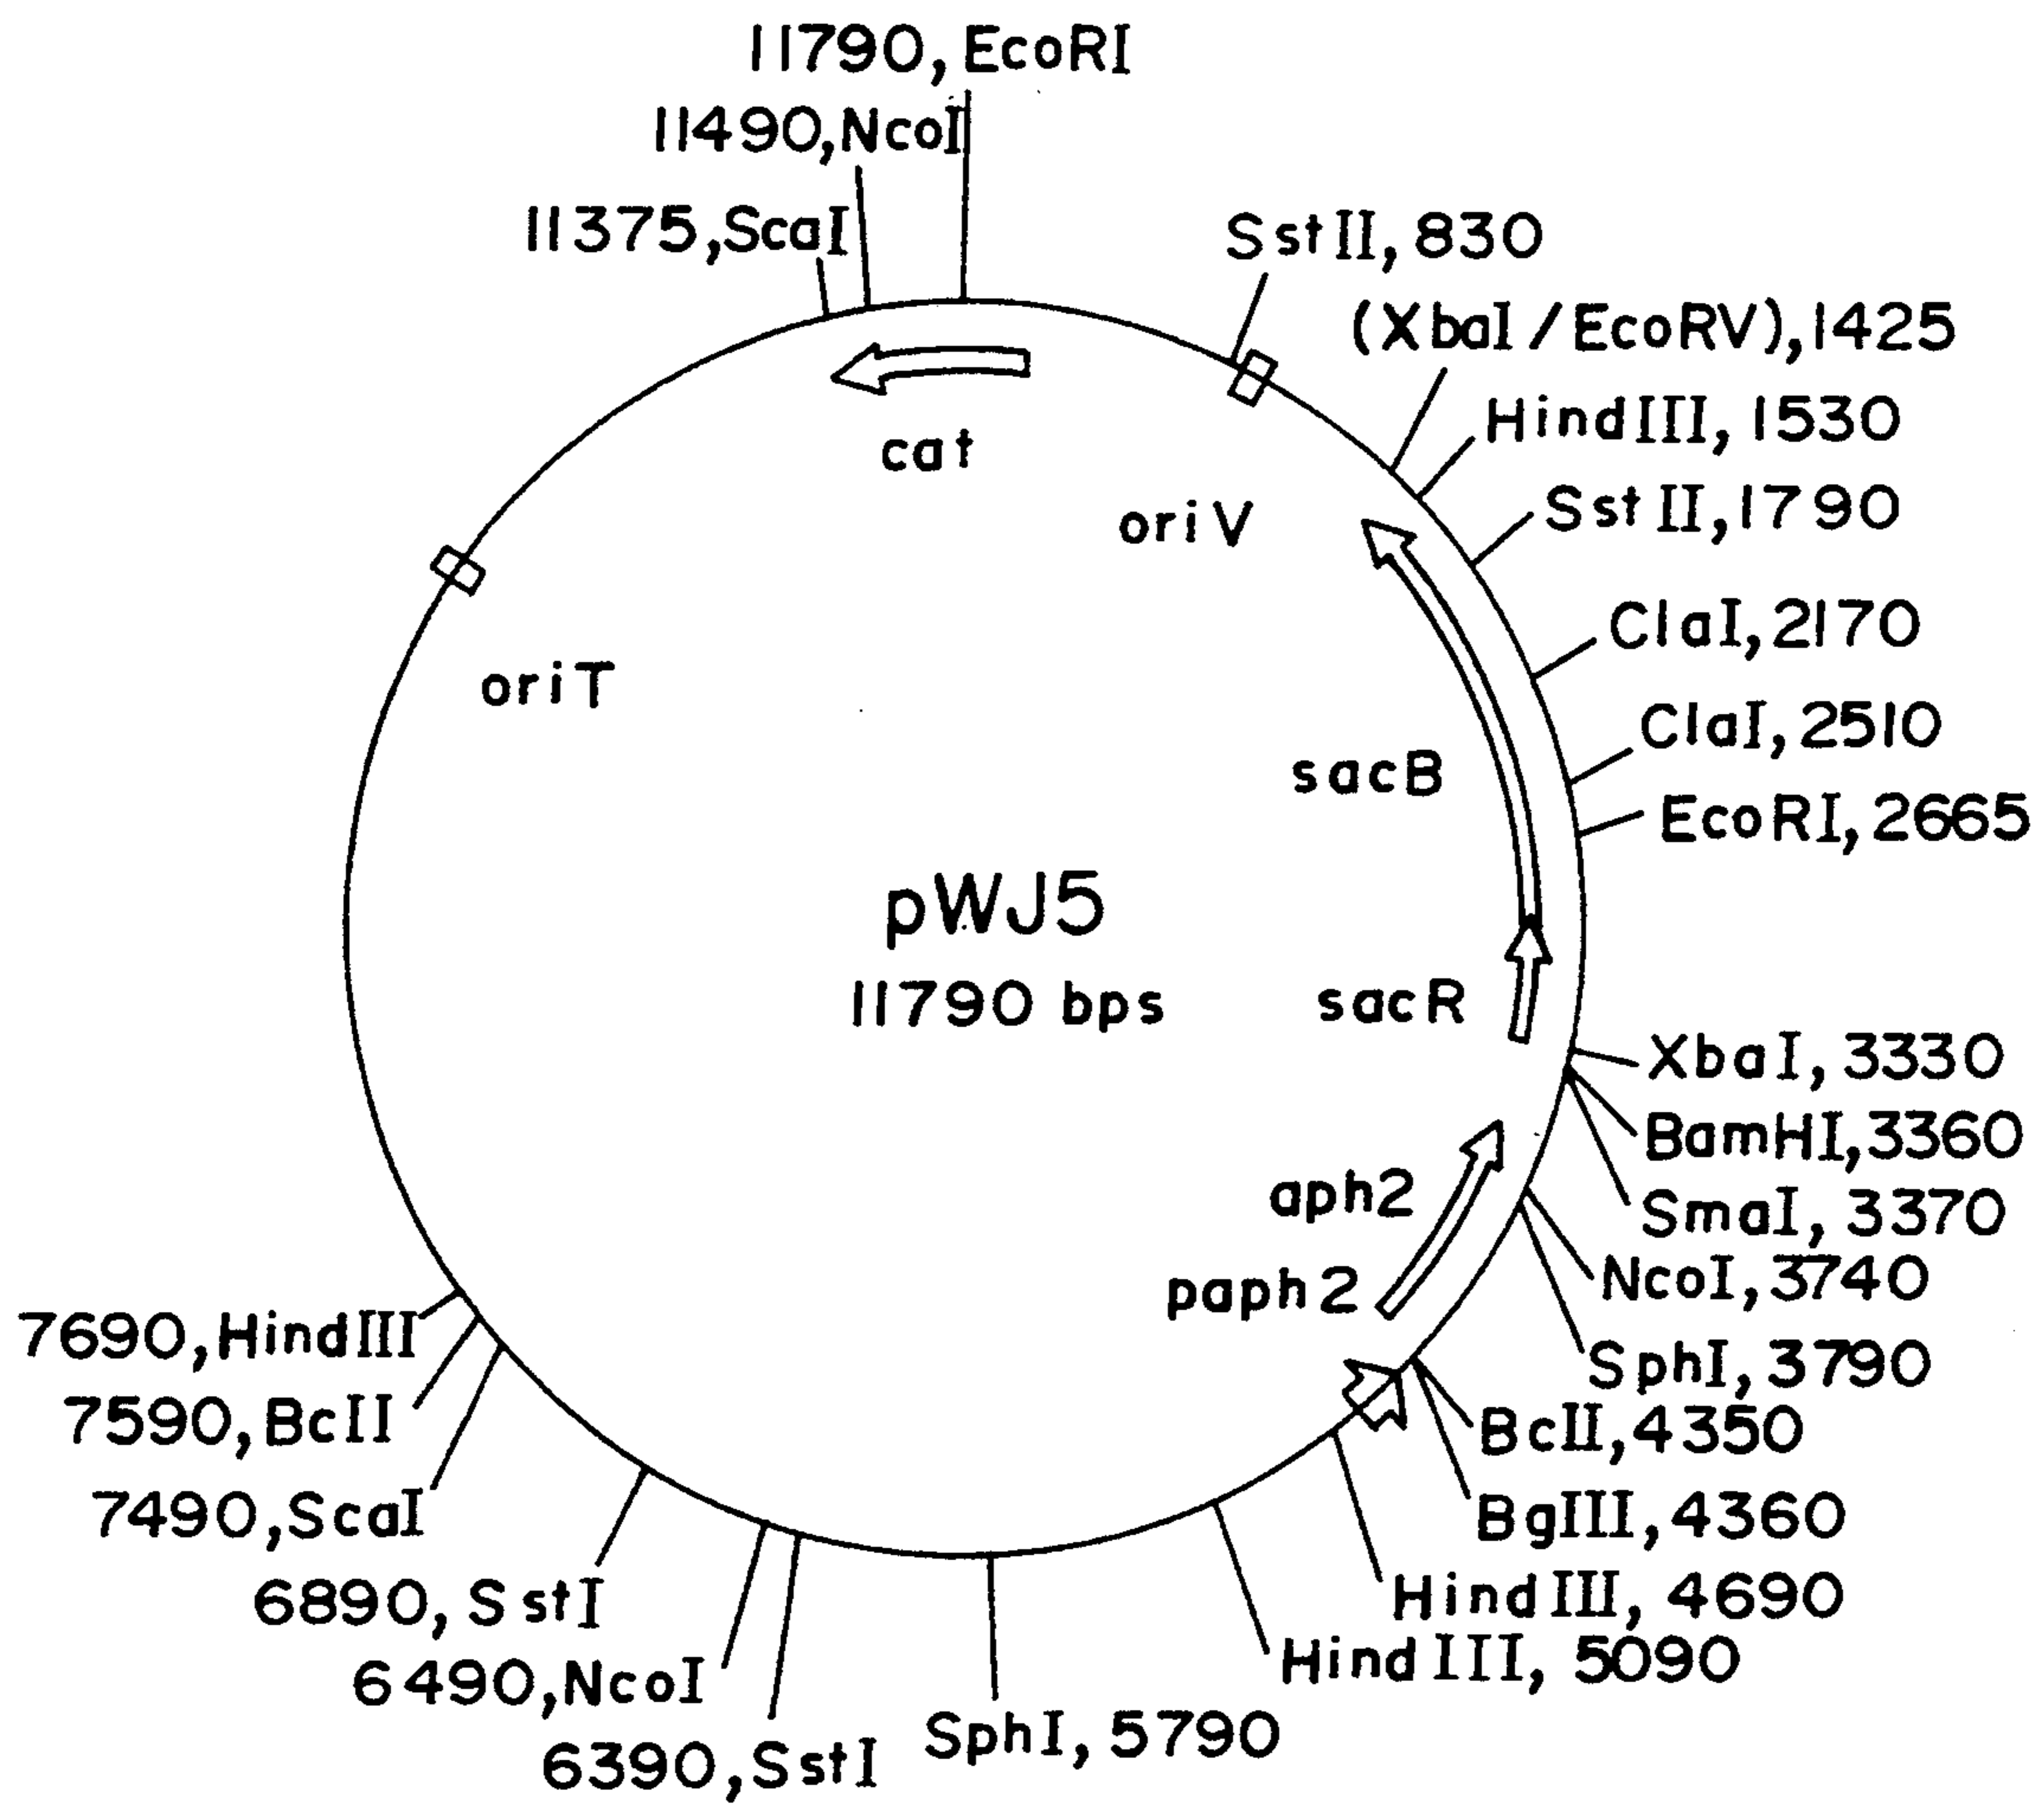 11790, EcoRI
11490,NcoI
11375,ScaI
SstII, 830
(XbaI/EcoRV),1425
HindIII, 1530
SstII,1790
ClaI,2170
ClaI, 2510
EcoRI, 2665
cat
oriV
oriT
sacB
pWJ5
11790 bps
sacR
XbaI, 3330
BamHI,3360
SmaI, 3370
NcoI,3740
SphI, 3790
BclI,4350
BglII,4360
HindIII, 4690
HindIII, 5090
aph2
paph2
7690,HindIII
7590,BclI
7490,ScaI
6890, SstI
6490,NcoI
6390,SstI
SphI, 5790